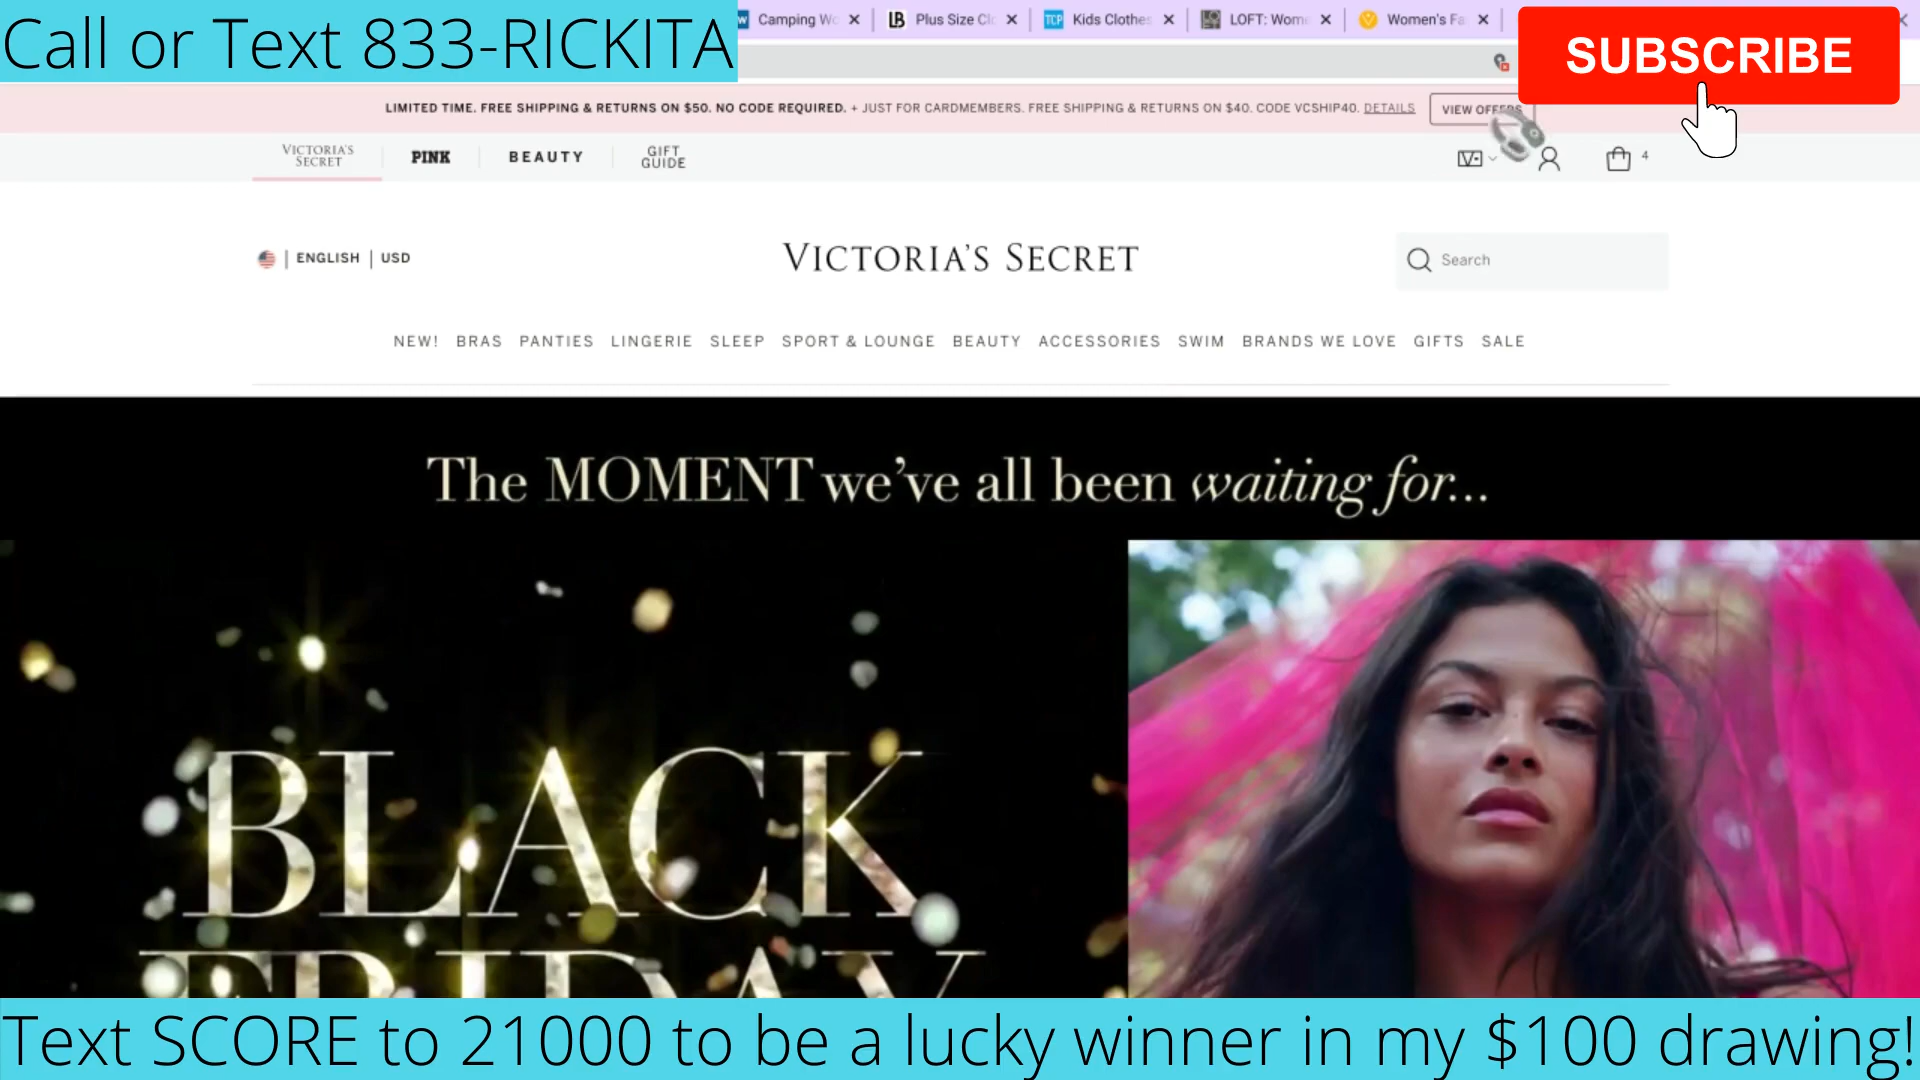 Call or Text 833-RICKITA
Camping Wo
Plus Size Clo
Kids Clothes
LOFT: Wome
Women's Fa
SUBSCRIBE
LIMITED TIME. FREE SHIPPING & RETURNS ON $50. NO CODE REQUIRED. + JUST FOR CARDMEMBERS. FREE SHIPPING & RETURNS ON $40. CODE VCSHIP40. DETAILS
VIEW OFFERS
VICTORIA'S
SECRET
PINK
BEAUTY
GIFT
GUIDE
4
ENGLISH | USD
VICTORIA'S SECRET
Search
NEW! BRAS PANTIES LINGERIE SLEEP SPORT & LOUNGE BEAUTY ACCESSORIES SWIM BRANDS WE LOVE GIFTS SALE
The MOMENT we've all been waiting for...
BLACK
FRIDAY
Text SCORE to 21000 to be a lucky winner in my $100 drawing!